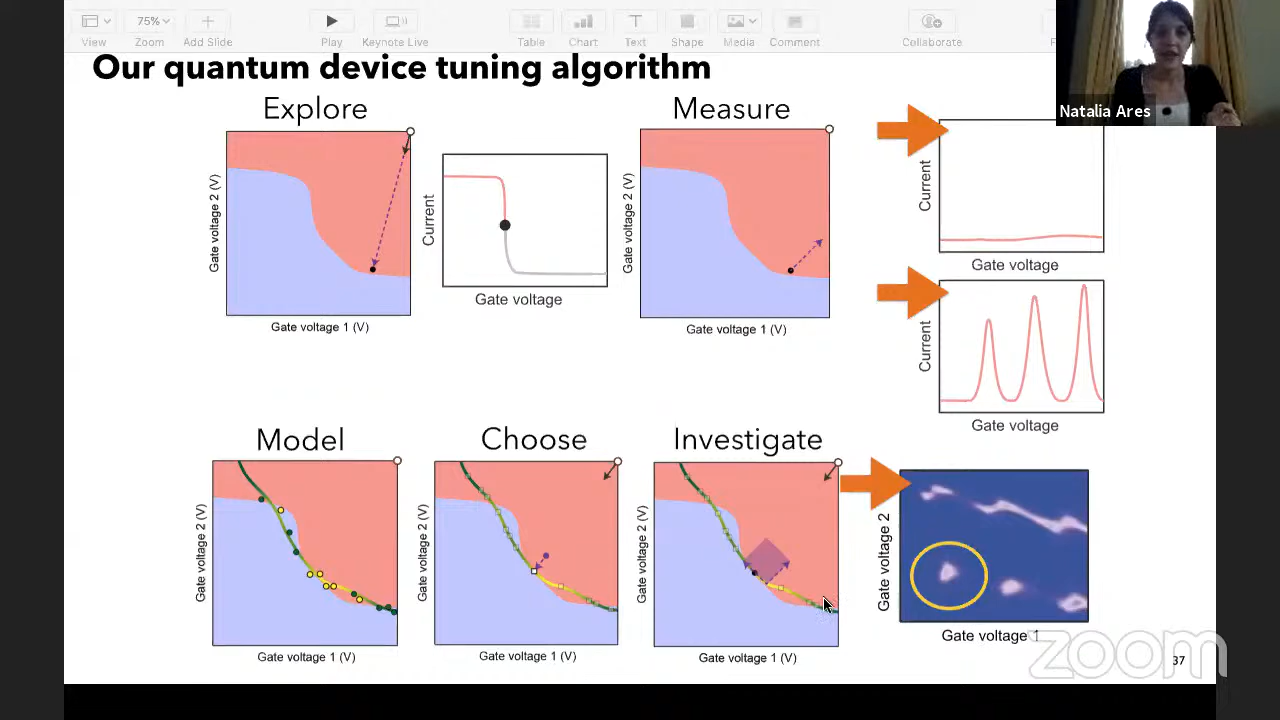 View
75%
Zoom
Add Slide
Play
Keynote Live
Table
Chart
Text
T
Shape
Media
Comment
Collaborate
Natalia Ares
Our quantum device tuning algorithm
Explore
Gate voltage 2 (V)
Gate voltage 1 (V)
Current
Gate voltage
Measure
Gate voltage 2 (V)
Gate voltage 1 (V)
Current
Gate voltage
Current
Gate voltage
Model
Gate voltage 2 (V)
Gate voltage 1 (V)
Choose
Gate voltage 2 (V)
Gate voltage 1 (V)
Investigate
Gate voltage 2 (V)
Gate voltage 1 (V)
Gate voltage 2
Gate voltage 1
zoom
37